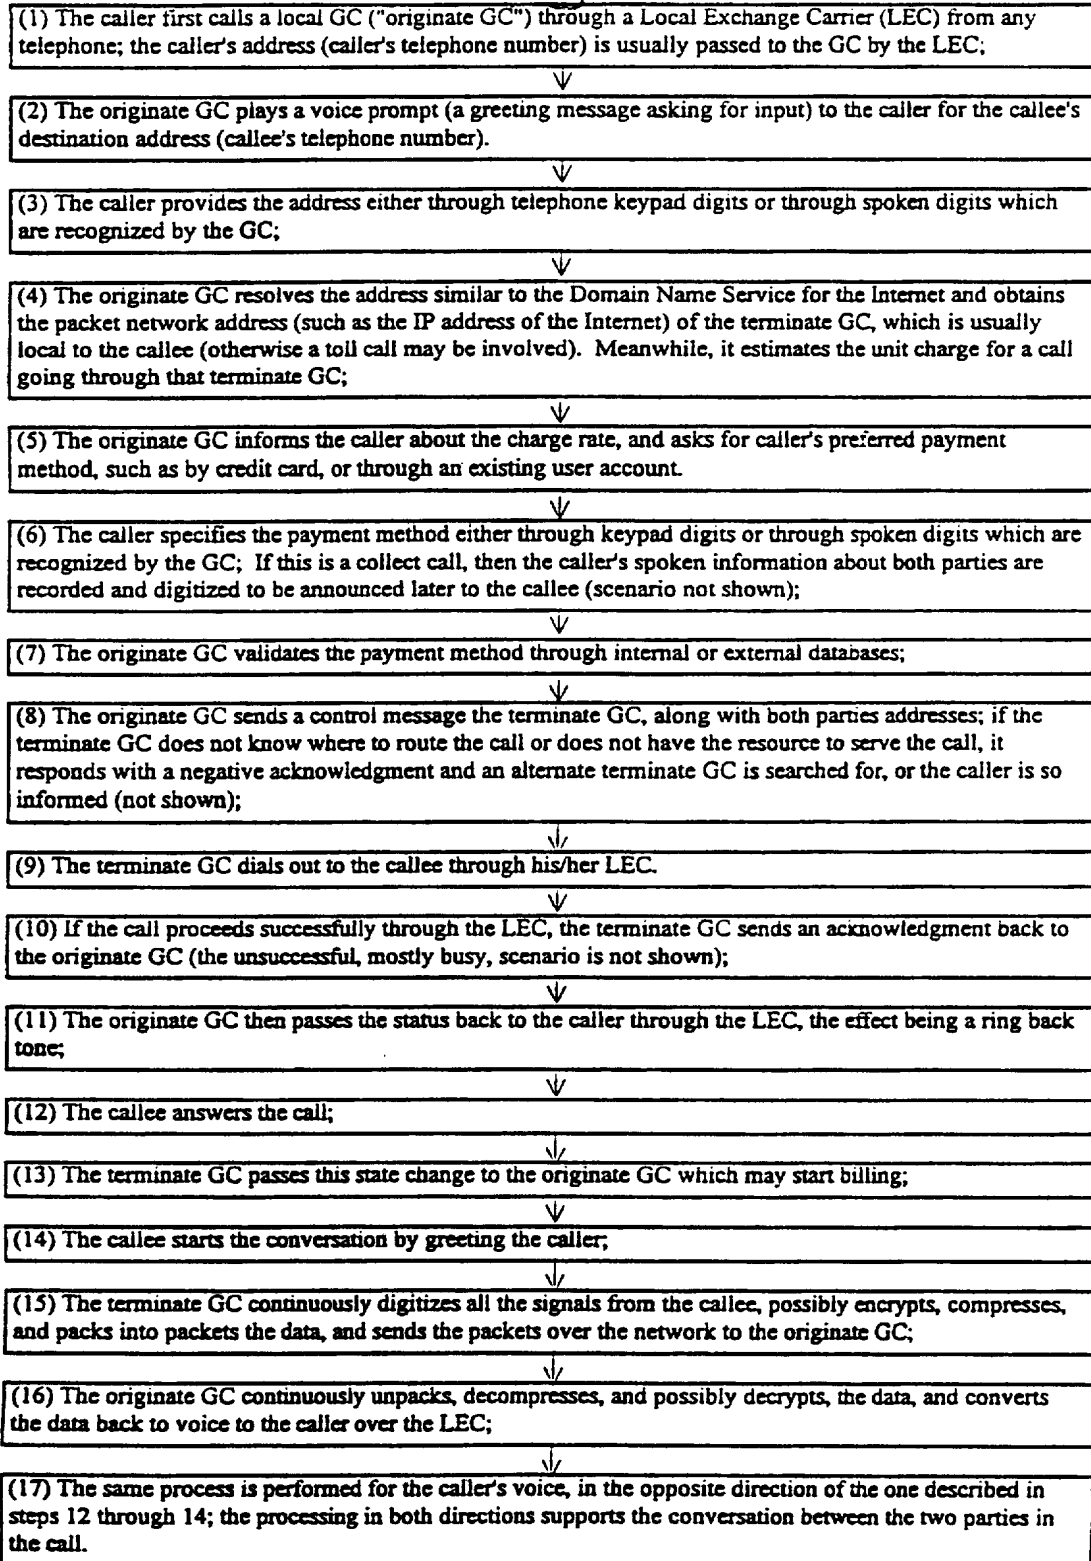 (1) The caller first calls a local GC ("originate GC") through a Local Exchange Carrier (LEC) from any
telephone; the caller's address (caller's telephone number) is usually passed to the GC by the LEC;
(2) The originate GC plays a voice prompt (a greeting message asking for input) to the caller for the callee's
destination address (callee's telephone number).
(3) The caller provides the address either through telephone keypad digits or through spoken digits which
are recognized by the GC;
(4) The originate GC resolves the address similar to the Domain Name Service for the Internet and obtains
the packet network address (such as the IP address of the Internet) of the terminate GC, which is usually
local to the callee (otherwise a toll call may be involved). Meanwhile, it estimates the unit charge for a call
going through that terminate GC;
(5) The originate GC informs the caller about the charge rate, and asks for caller's preferred payment
method, such as by credit card, or through an existing user account.
(6) The caller specifies the payment method either through keypad digits or through spoken digits which are
recognized by the GC; If this is a collect call, then the caller's spoken information about both parties are
recorded and digitized to be announced later to the callee (scenario not shown);
(7) The originate GC validates the payment method through internal or external databases;
(8) The originate GC sends a control message the terminate GC, along with both parties addresses; if the
terminate GC does not know where to route the call or does not have the resource to serve the call, it
responds with a negative acknowledgment and an alternate terminate GC is searched for, or the caller is so
informed (not shown);
(9) The terminate GC dials out to the callee through his/her LEC.
(10) If the call proceeds successfully through the LEC, the terminate GC sends an acknowledgment back to
the originate GC (the unsuccessful, mostly busy, scenario is not shown);
(11) The originate GC then passes the status back to the caller through the LEC, the effect being a ring back
tone;
(12) The callee answers the call;
(13) The terminate GC passes this state change to the originate GC which may start billing;
(14) The callee starts the conversation by greeting the caller;
(15) The terminate GC continuously digitizes all the signals from the callee, possibly encrypts, compresses,
and packs into packets the data, and sends the packets over the network to the originate GC;
(16) The originate GC continuously unpacks, decompresses, and possibly decrypts, the data, and converts
the data back to voice to the caller over the LEC;
(17) The same process is performed for the caller's voice, in the opposite direction of the one described in
steps 12 through 14; the processing in both directions supports the conversation between the two parties in
the call.